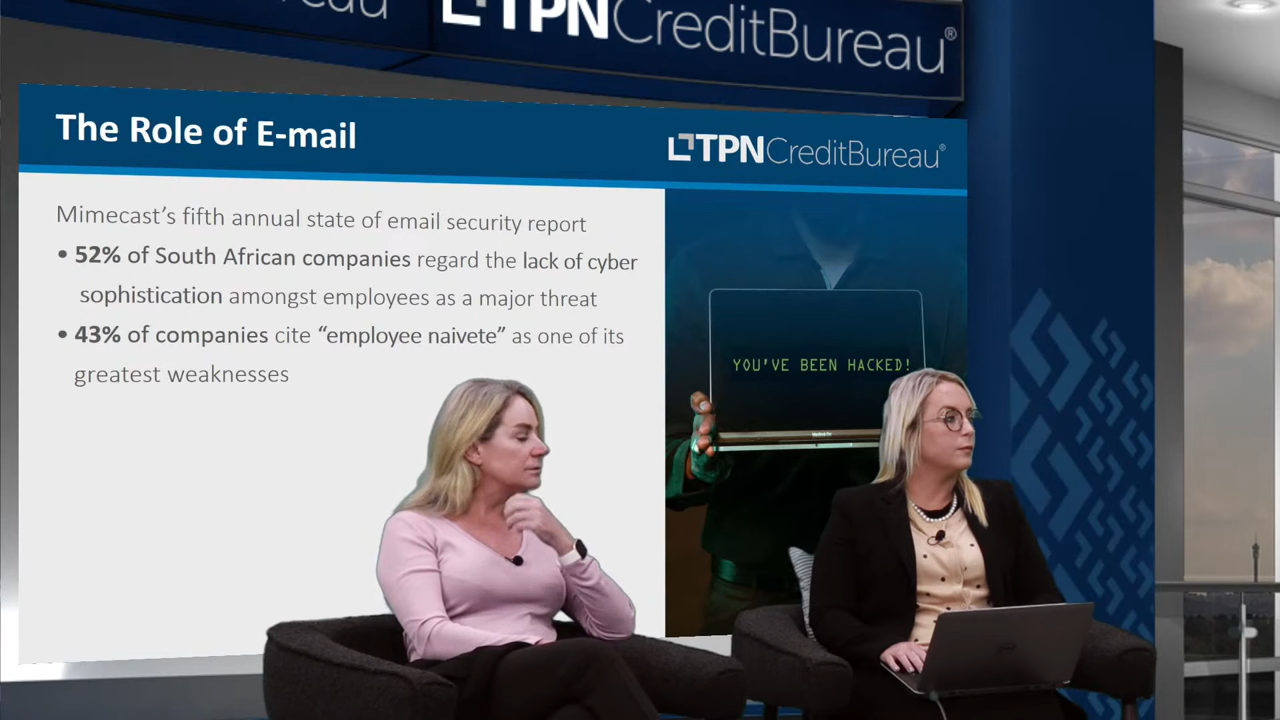 reau
TPNCreditBureau®
The Role of E-mail
TPNCreditBureau®
Mimecast's fifth annual state of email security report
• 52% of South African companies regard the lack of cyber
sophistication amongst employees as a major threat
• 43% of companies cite “employee naivete” as one of its
greatest weaknesses
YOU'VE BEEN HACKED!